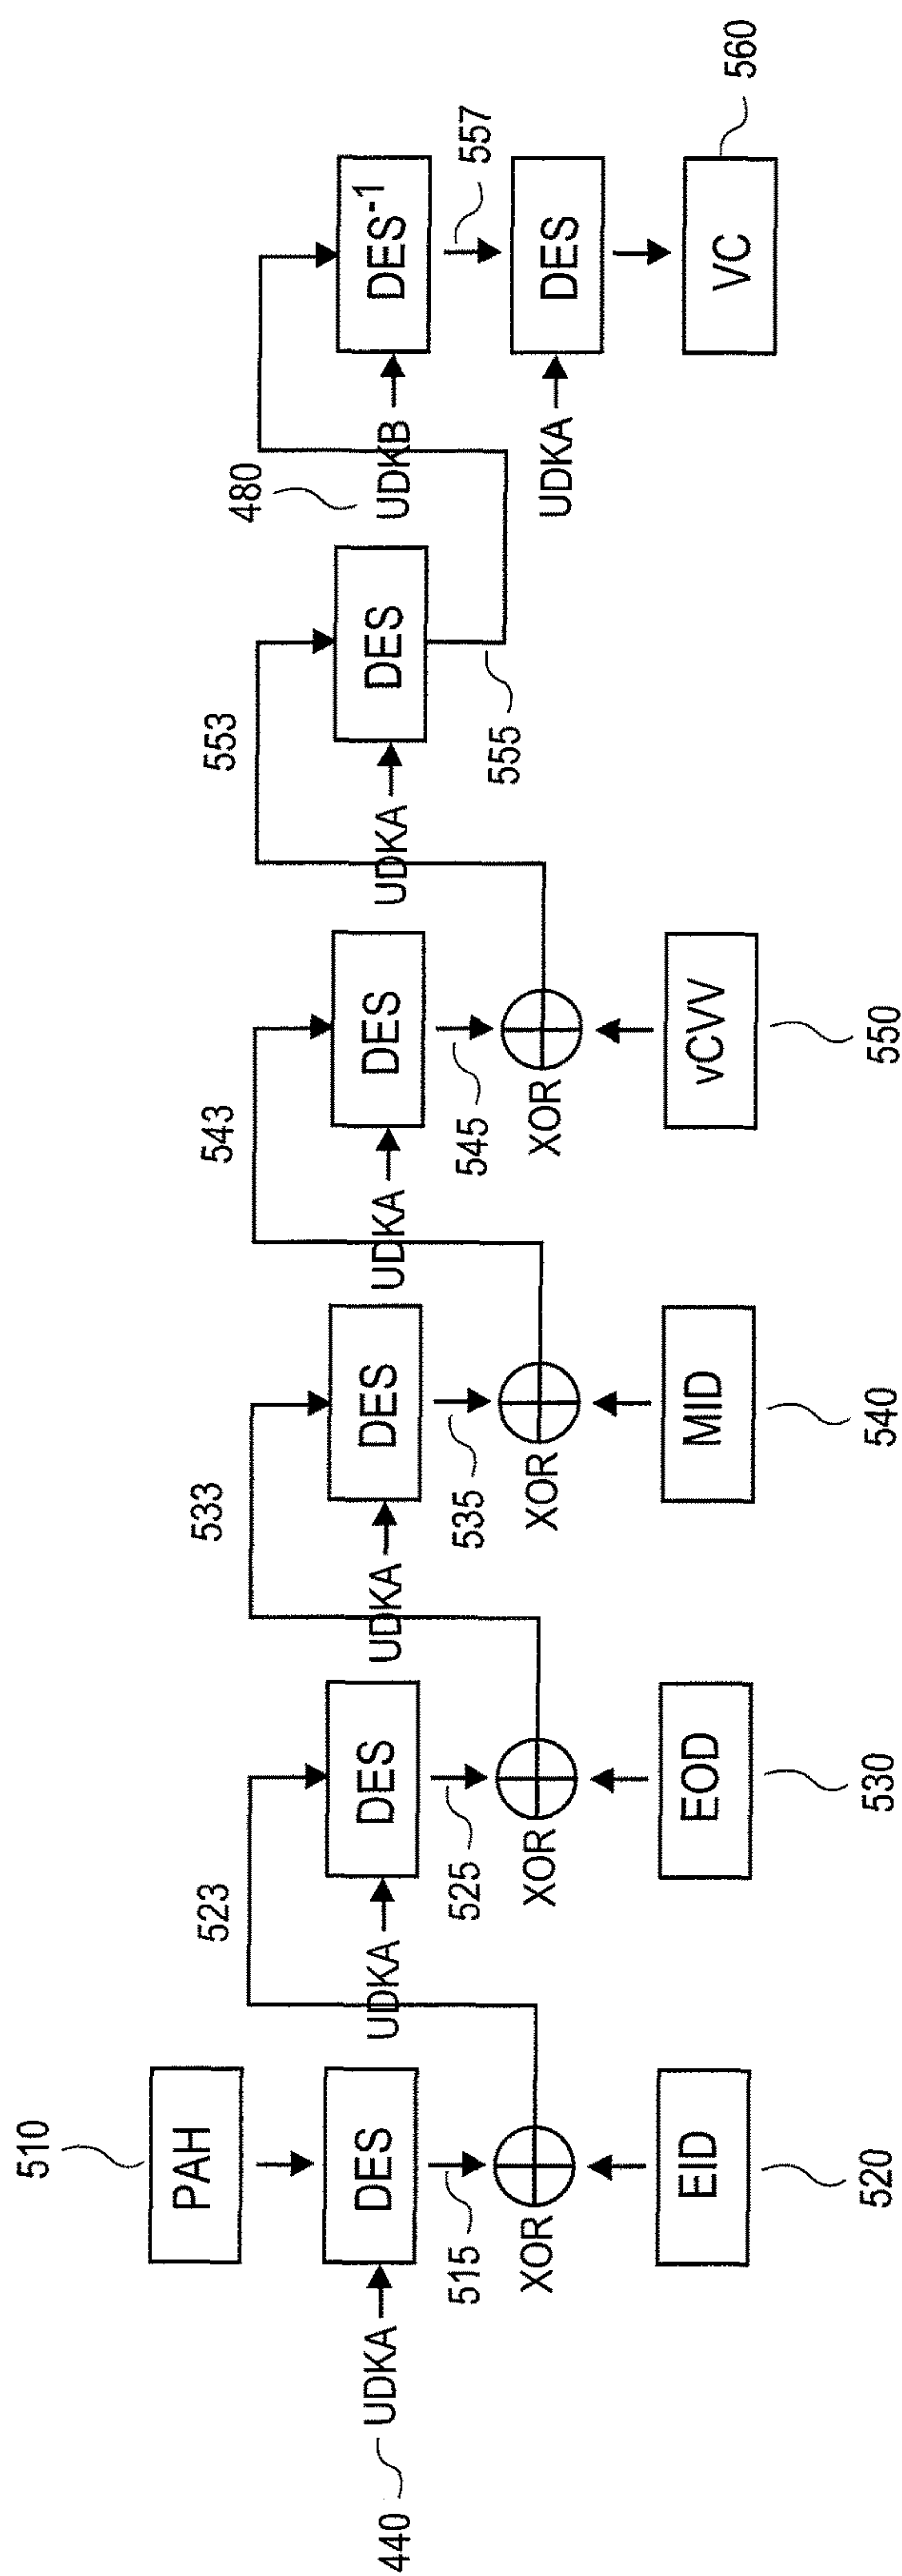 510
PAH
440
UDKA
DES
515
XOR
EID
520
523
UDKA
DES
525
XOR
EOD
530
533
UDKA
DES
535
XOR
MID
540
543
UDKA
DES
545
XOR
vCVV
550
553
UDKA
DES
555
480
UDKB
DES-1
557
UDKA
DES
VC
560